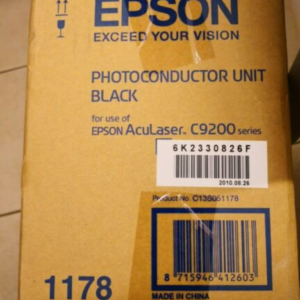 EPSON
EXCEED YOUR VISION
PHOTOCONDUCTOR UNIT
BLACK
for use of
EPSON AcuLaser C9200 series
6K2330826F
2010.08.26
Product No. C13S051178
1178
8 715946 412603
MADE IN CHINA